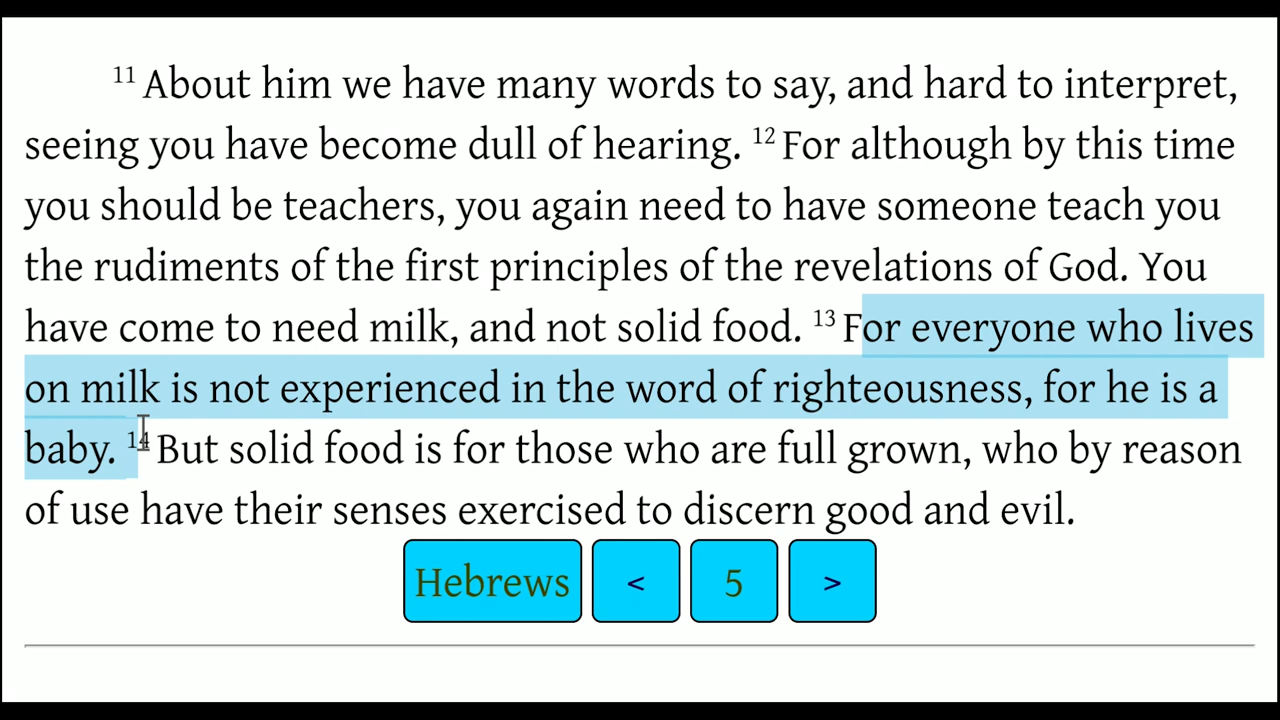 11 About him we have many words to say, and hard to interpret,
seeing you have become dull of hearing. 12 For although by this time
you should be teachers, you again need to have someone teach you
the rudiments of the first principles of the revelations of God. You
have come to need milk, and not solid food. 13 For everyone who lives
on milk is not experienced in the word of righteousness, for he is a
baby. 14 But solid food is for those who are full grown, who by reason
of use have their senses exercised to discern good and evil.
Hebrews < 5 >